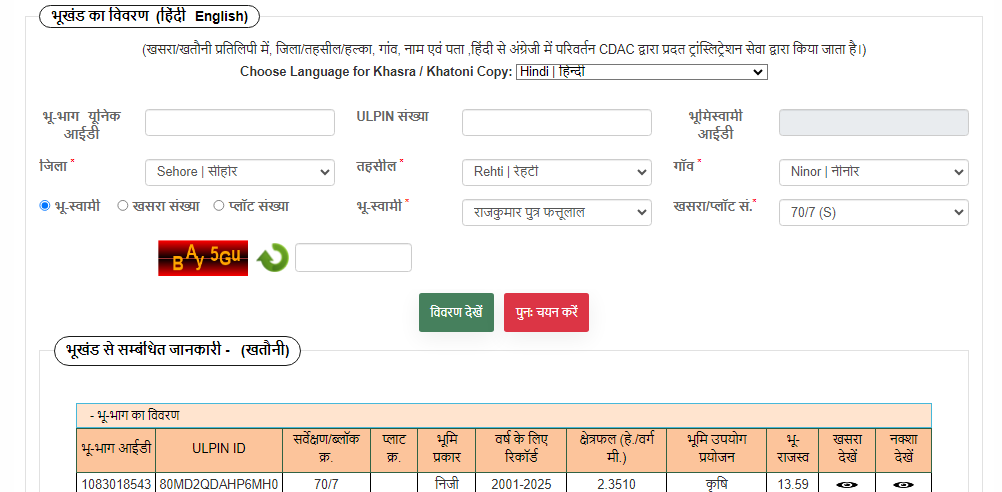 भूखंड का विवरण (हिंदी English)
(खसरा/खतौनी प्रतिलिपी में, जिला/तहसील/हल्का, गांव, नाम एवं पता ,हिंदी से अंग्रेजी में परिवर्तन CDAC द्वारा प्रदत ट्रांस्लिट्रेशन सेवा द्वारा किया जाता है।)
Choose Language for Khasra / Khatoni Copy: Hindi | हिन्दी
भू-भाग यूनिक आईडी ULPIN संख्या भूमिस्वामी आईडी
जिला * Sehore | सीहोर तहसील * Rehti | रेहटी गॉव * Ninor | नीनोर
भू-स्वामी खसरा संख्या प्लॉट संख्या भू-स्वामी * राजकुमार पुत्र फत्तूलाल खसरा/प्लॉट सं.* 70/7 (S)
BAy5Gu
विवरण देखें पुनः चयन करें
भूखंड से सम्बंधित जानकारी - (खतौनी)
- भू-भाग का विवरण
भू-भाग आईडी ULPIN ID सर्वेक्षण/ब्लॉक क्र. प्लाट क्र. भूमि प्रकार वर्ष के लिए रिकॉर्ड क्षेत्रफल (हे./वर्ग मी.) भूमि उपयोग प्रयोजन भू-राजस्व खसरा देखें नक्शा देखें
1083018543 80MD2QDAHP6MH0 70/7 निजी 2001-2025 2.3510 कृषि 13.59